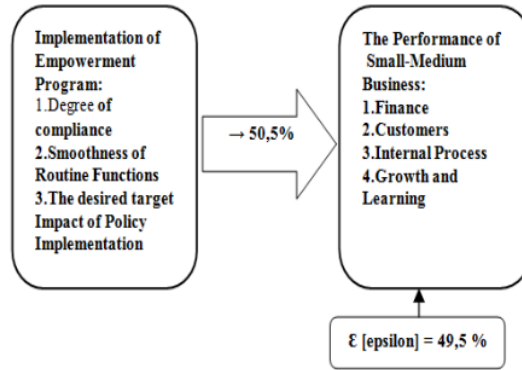 Implementation of
Empowerment
Program:
1.Degree of
compliance
2.Smoothness of
Routine Functions
3.The desired target
Impact of Policy
Implementation
→ 50,5%
The Performance of
Small-Medium
Business:
1.Finance
2.Customers
3.Internal Process
4.Growth and
Learning
Ɛ [epsilon] = 49,5 %